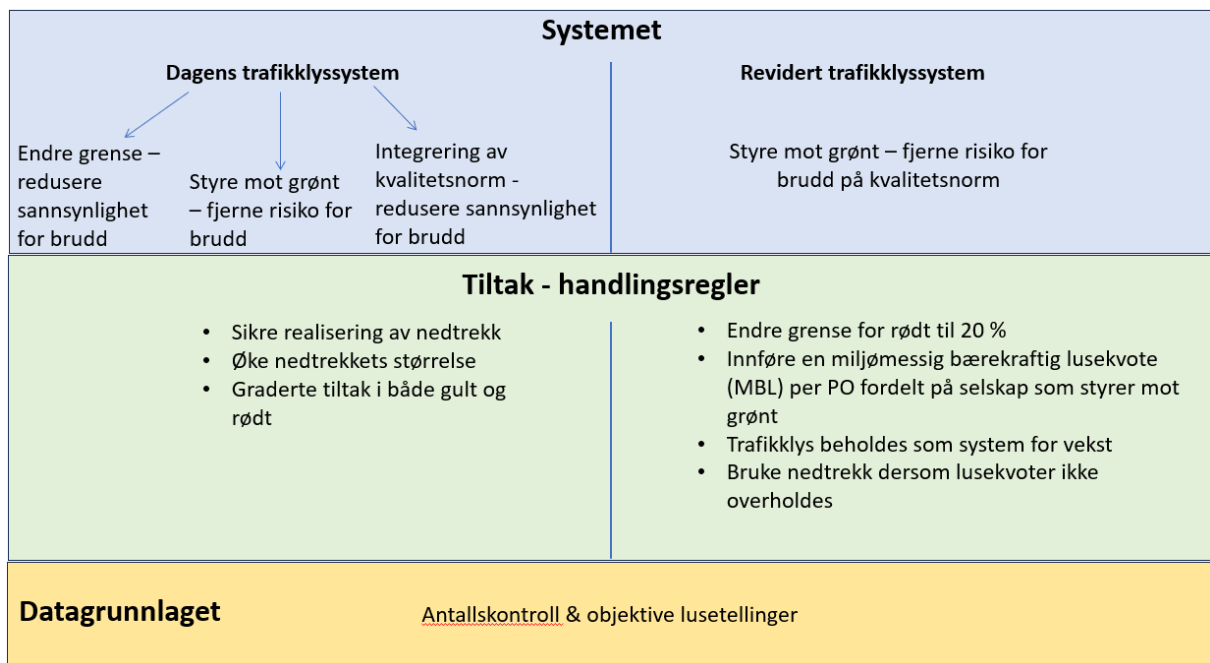 Systemet
Dagens trafikklyssystem
Endre grense –
redusere
sannsynlighet
for brudd
Styre mot grønt
– fjerne risiko for
brudd
Integrering av
kvalitetsnorm -
redusere sannsynlighet
for brudd
Revidert trafikklyssystem
Styre mot grønt – fjerne risiko for
brudd på kvalitetsnorm
Tiltak - handlingsregler
• Sikre realisering av nedtrekk
• Øke nedtrekkets størrelse
• Graderte tiltak i både gult og
rødt
• Endre grense for rødt til 20 %
• Innføre en miljømessig bærekraftig lusekvote
(MBL) per PO fordelt på selskap som styrer mot
grønt
• Trafikklys beholdes som system for vekst
• Bruke nedtrekk dersom lusekvoter ikke
overholdes
Datagrunnlaget
Antallskontroll & objektive lusetellinger